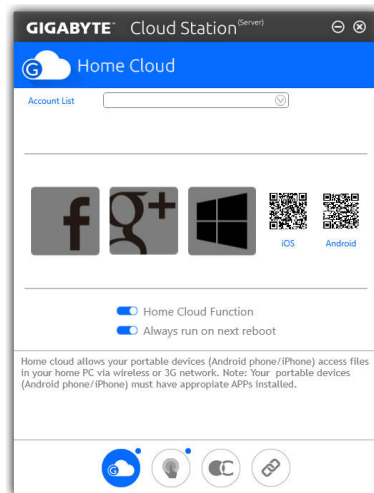 GIGABYTE™ Cloud Station(Server)
G Home Cloud
Account List
f g+
iOS Android
Home Cloud Function
Always run on next reboot
Home cloud allows your portable devices (Android phone/iPhone) access files
in your home PC via wireless or 3G network. Note: Your portable devices
(Android phone/iPhone) must have appropiate APPs installed.
G